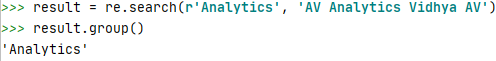 >>> result = re.search(r'Analytics', 'AV Analytics Vidhya AV')
>>> result.group()
'Analytics'